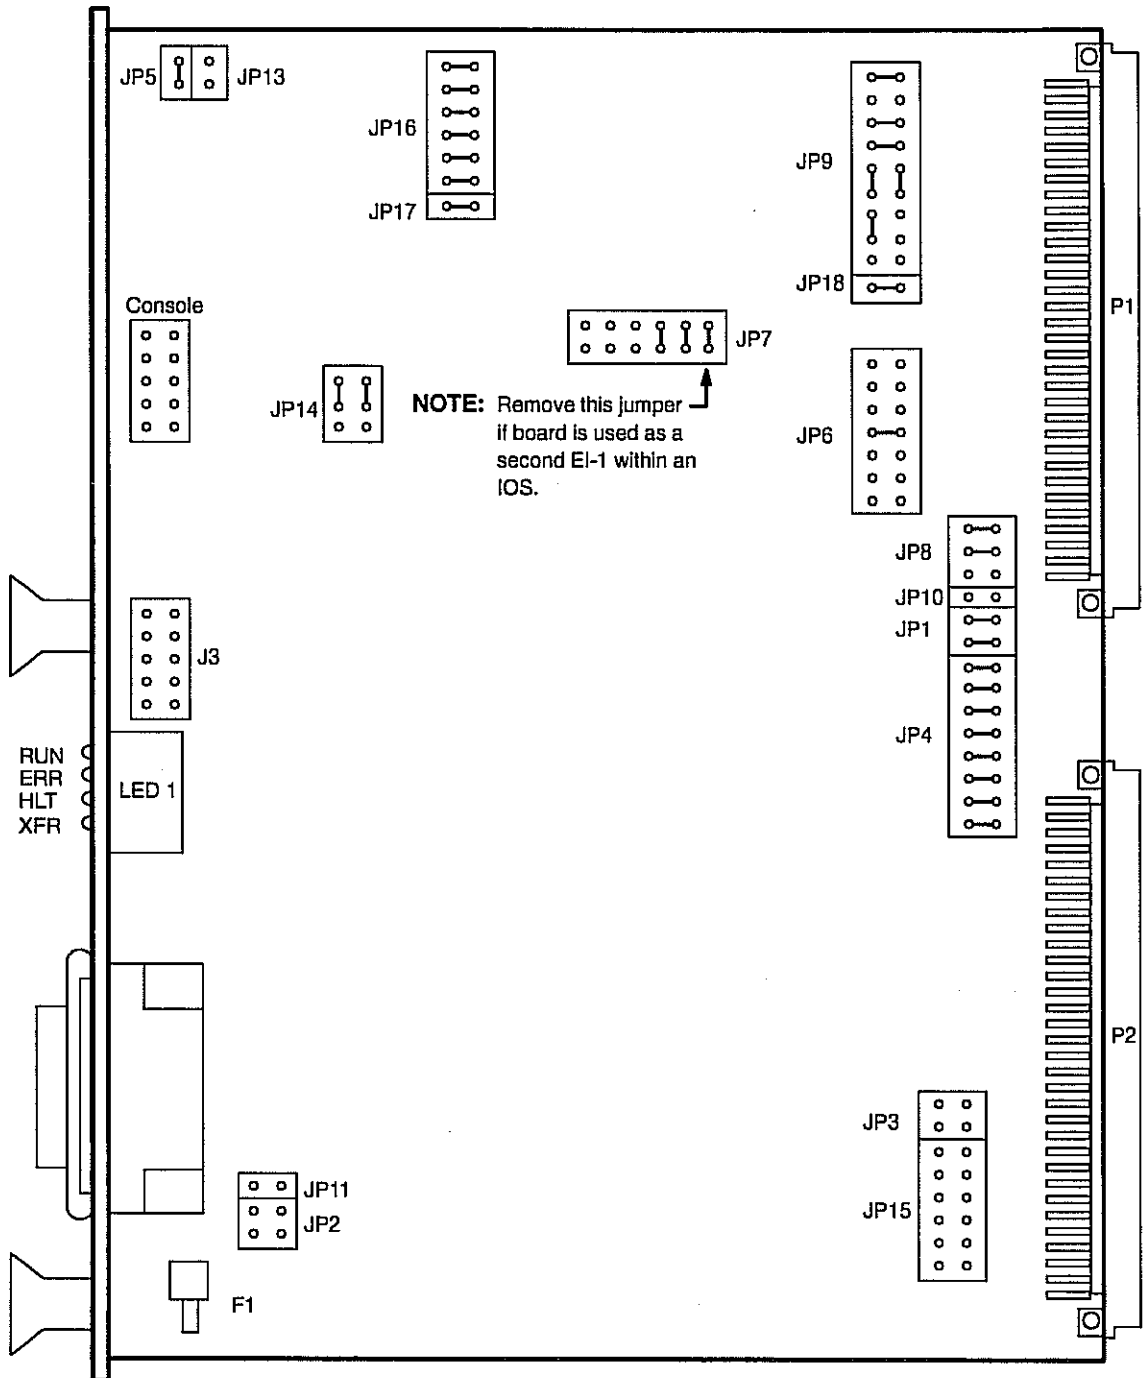 JP5
JP13
JP16
JP9
JP17
JP18
Console
P1
JP7
JP14
NOTE: Remove this jumper
if board is used as a
second EI-1 within an
IOS.
JP6
JP8
JP10
JP1
J3
JP4
RUN
ERR
HLT
XFR
LED 1
P2
JP3
JP11
JP15
JP2
F1